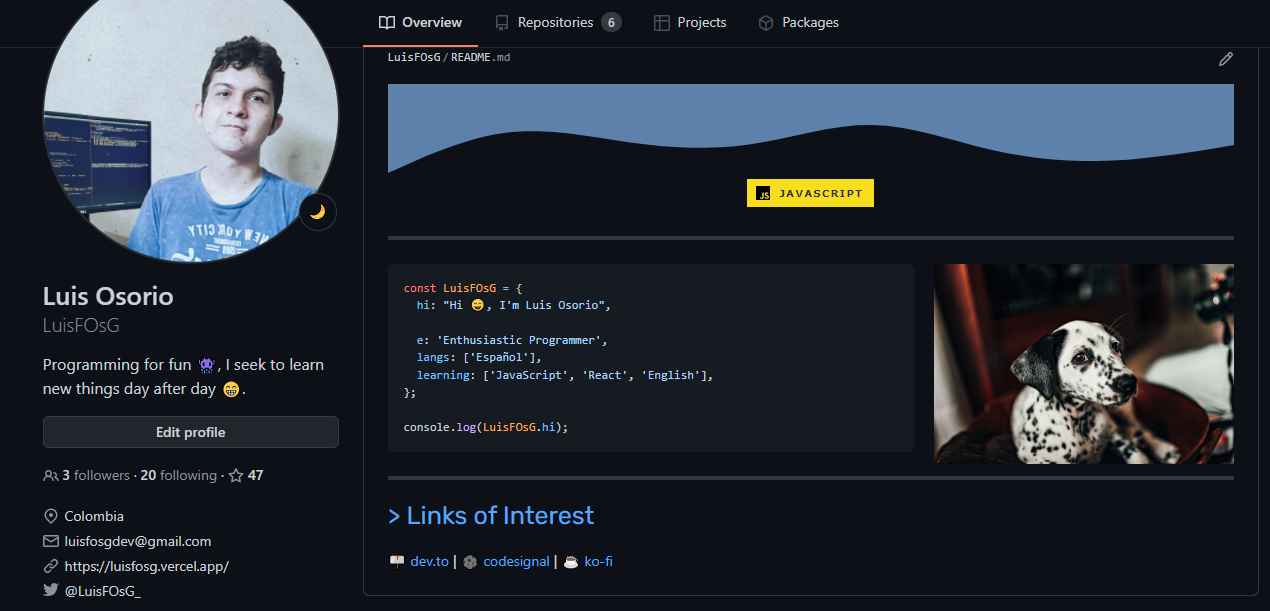 Overview
Repositories 6
Projects
Packages
LuisFOsG/README.md
JS JAVASCRIPT
NEW YORK CITY
Luis Osorio
LuisFOsG
Programming for fun 👾, I seek to learn
new things day after day 😁.
Edit profile
3 followers · 20 following · 47
Colombia
luisfosgdev@gmail.com
https://luisfosg.vercel.app/
@LuisFOsG_
const LuisFOsG = {
hi: "Hi 😄, I'm Luis Osorio",
e: 'Enthusiastic Programmer',
langs: ['Español'],
learning: ['JavaScript', 'React', 'English'],
};
console.log(LuisFOsG.hi);
> Links of Interest
dev.to | codesignal | ko-fi